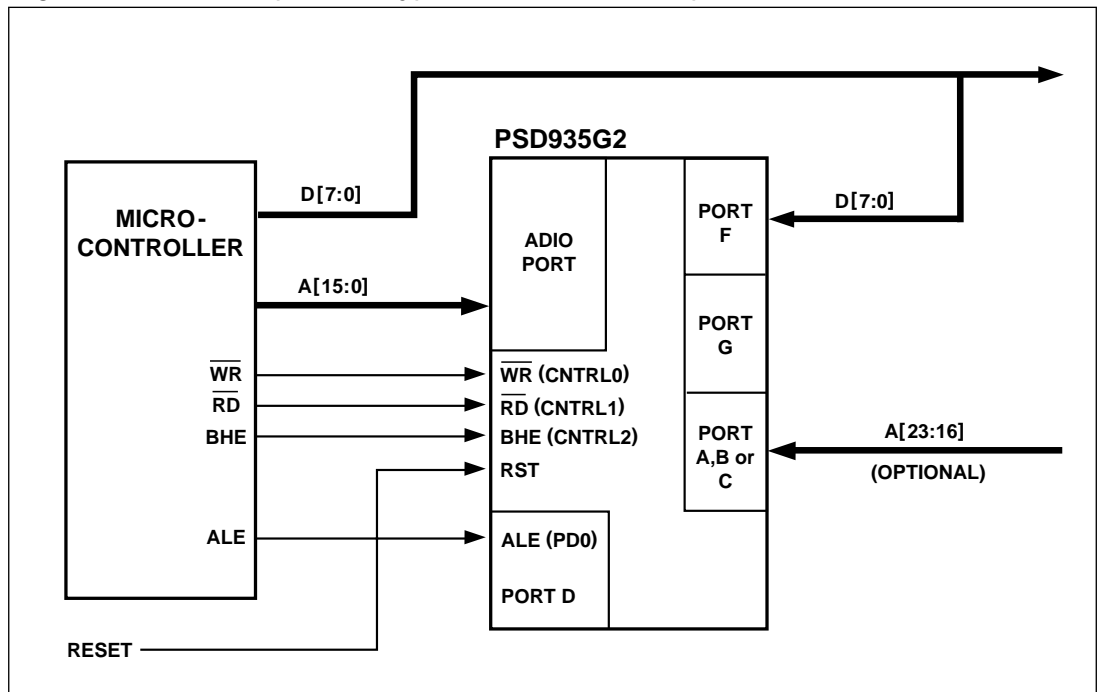 PSD935G2
MICRO-
CONTROLLER
D[7:0]
A[15:0]
WR
RD
BHE
ALE
RESET
ADIO
PORT
WR (CNTRL0)
RD (CNTRL1)
BHE (CNTRL2)
RST
ALE (PD0)
PORT D
PORT
F
PORT
G
PORT
A,B or
C
D[7:0]
A[23:16]
(OPTIONAL)